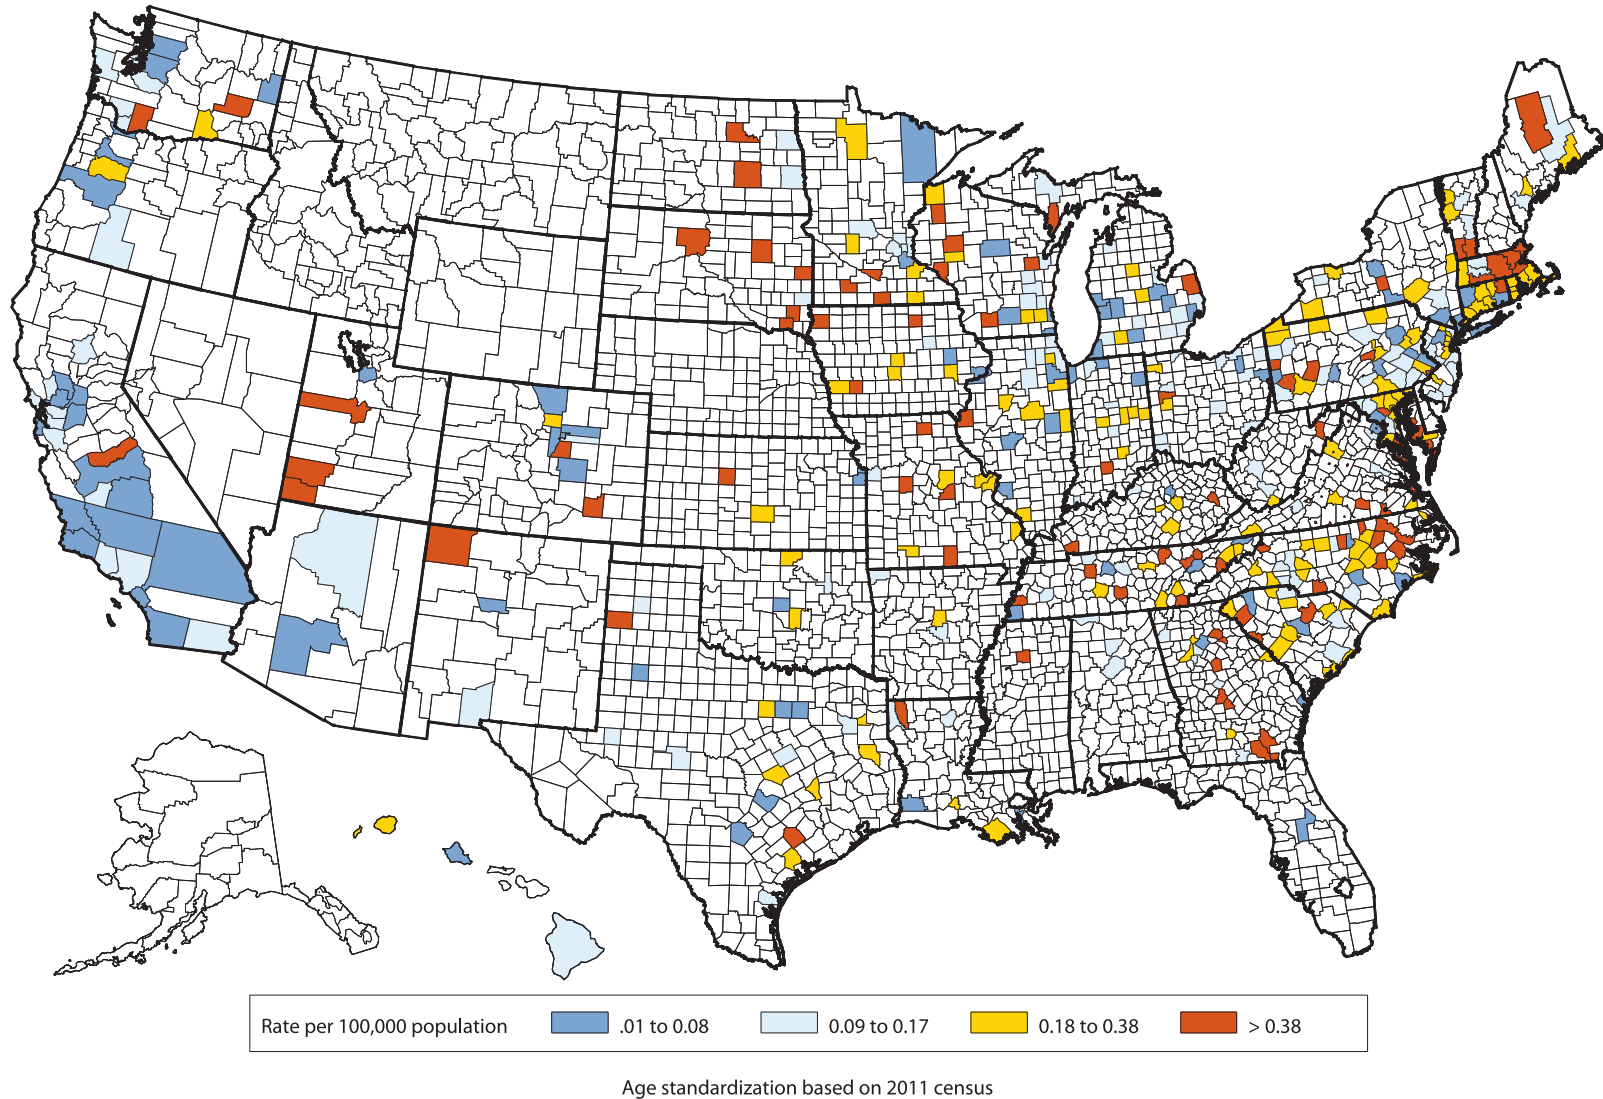 Rate per 100,000 population .01 to 0.08 0.09 to 0.17 0.18 to 0.38 > 0.38
Age standardization based on 2011 census